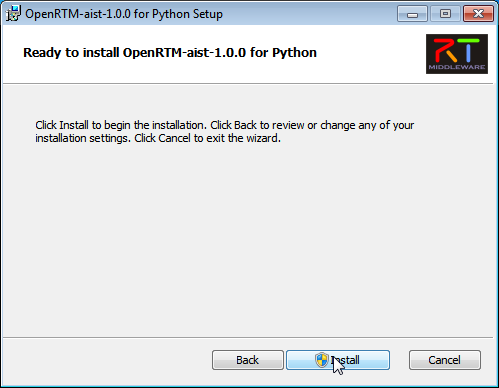 OpenRTM-aist-1.0.0 for Python Setup
Ready to install OpenRTM-aist-1.0.0 for Python
RT
MIDDLEWARE
Click Install to begin the installation. Click Back to review or change any of your
installation settings. Click Cancel to exit the wizard.
Back
Install
Cancel